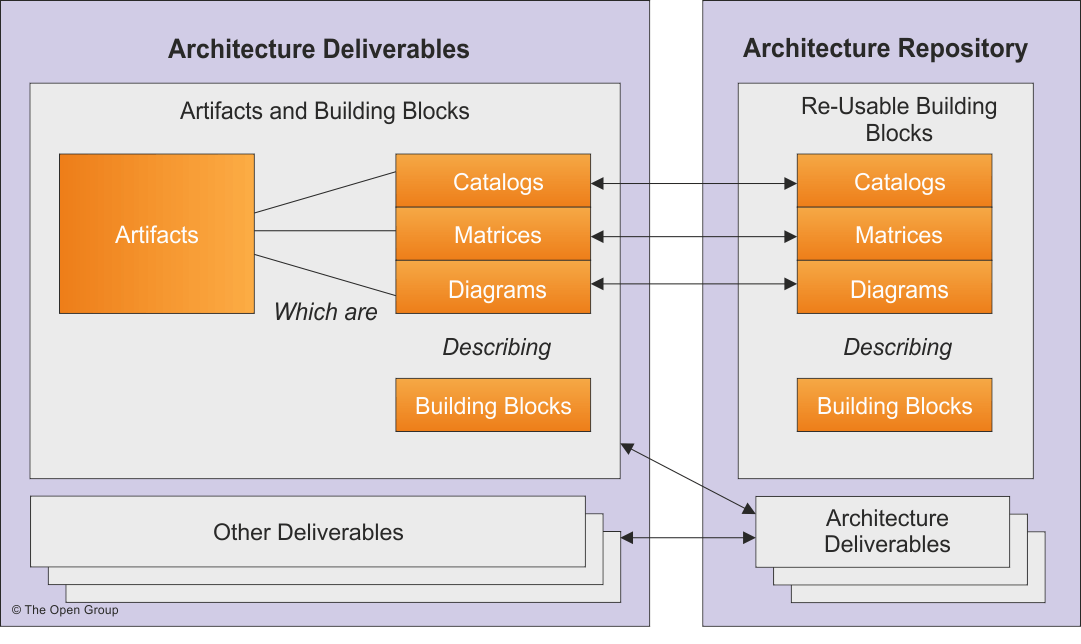 Architecture Deliverables
Artifacts and Building Blocks
Artifacts
Catalogs
Matrices
Diagrams
Which are
Describing
Building Blocks
Other Deliverables
© The Open Group
Architecture Repository
Re-Usable Building
Blocks
Catalogs
Matrices
Diagrams
Describing
Building Blocks
Architecture
Deliverables